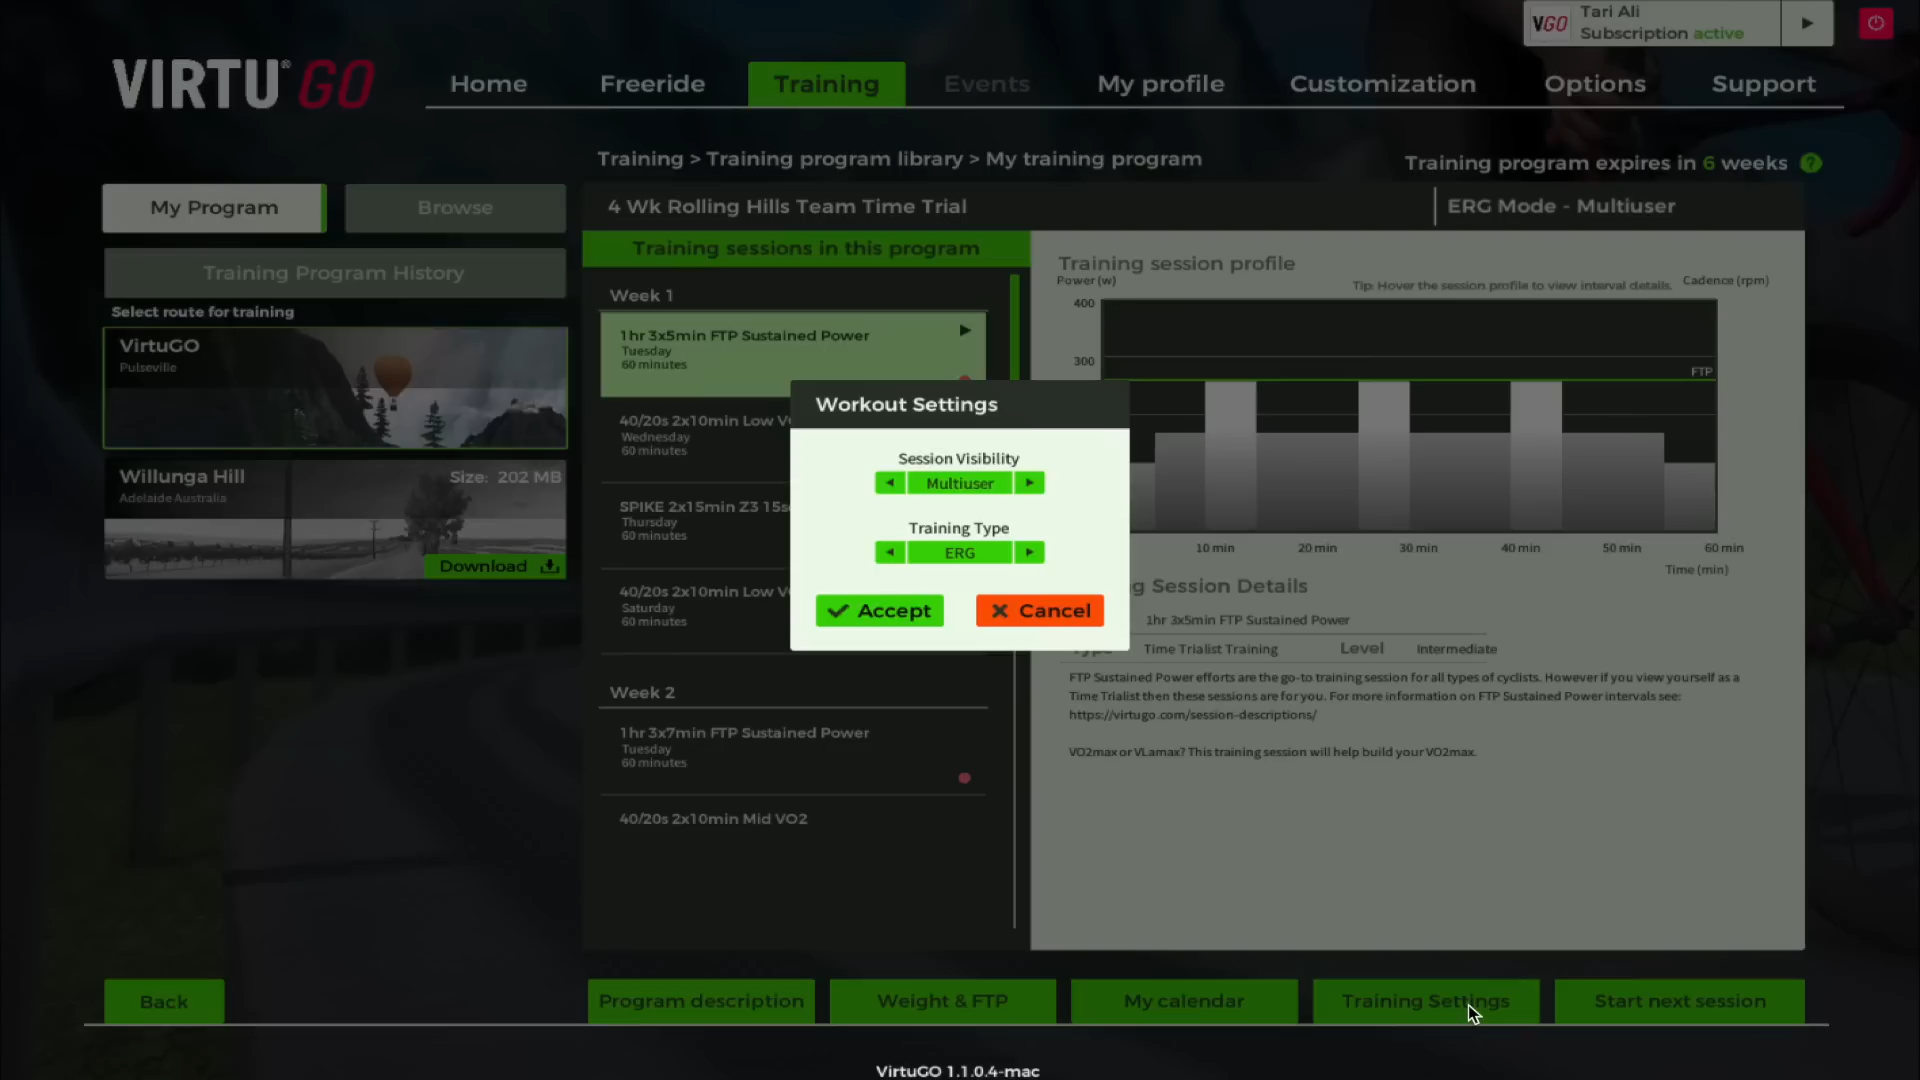 VGO
Tari Ali
Subscription active
VIRTU GO
Home
Freeride
Training
Events
My profile
Customization
Options
Support
Training > Training program library > My training program
Training program expires in 6 weeks ?
My Program
Browse
4 Wk Rolling Hills Team Time Trial
ERG Mode - Multiuser
Training Program History
Select route for training
VirtuGO
Pulseville
Willunga Hill
Adelaide Australia
Size: 202 MB
Download
Training sessions in this program
Week 1
1hr 3x5min FTP Sustained Power
Tuesday
60 minutes
40/20s 2x10min Low
Wednesday
60 minutes
SPIKE 2x15min Z3
Thursday
60 minutes
40/20s 2x10min Low
Saturday
60 minutes
Week 2
1hr 3x7min FTP Sustained Power
Tuesday
60 minutes
40/20s 2x10min Mid VO2
Workout Settings
Session Visibility
Multiuser
Training Type
ERG
Accept
Cancel
Training session profile
Power (w)
Tip: Hover the session profile to view interval details.
Cadence (rpm)
400
300
FTP
10 min
20 min
30 min
40 min
50 min
60 min
Time (min)
g Session Details
1hr 3x5min FTP Sustained Power
Time Trialist Training
Level
Intermediate
FTP Sustained Power efforts are the go-to training session for all types of cyclists. However if you view yourself as a
Time Trialist then these sessions are for you. For more information on FTP Sustained Power intervals see:
https://virtugo.com/session-descriptions/
VO2max or VLamax? This training session will help build your VO2max.
Back
Program description
Weight & FTP
My calendar
Training Settings
Start next session
VirtuGO 1.1.0.4-mac